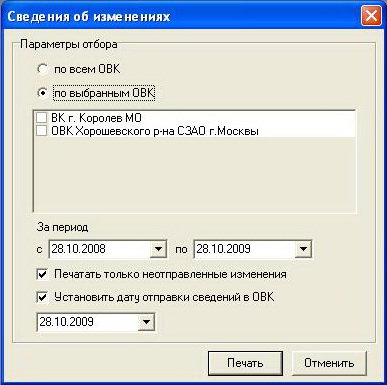 Сведения об изменениях
Параметры отбора
по всем ОВК
по выбранным ОВК
ВК г. Королев МО
ОВК Хорошевского р-на СЗАО г.Москвы
За период
с 28.10.2008 по 28.10.2009
Печатать только неотправленные изменения
Установить дату отправки сведений в ОВК
28.10.2009
Печать Отменить